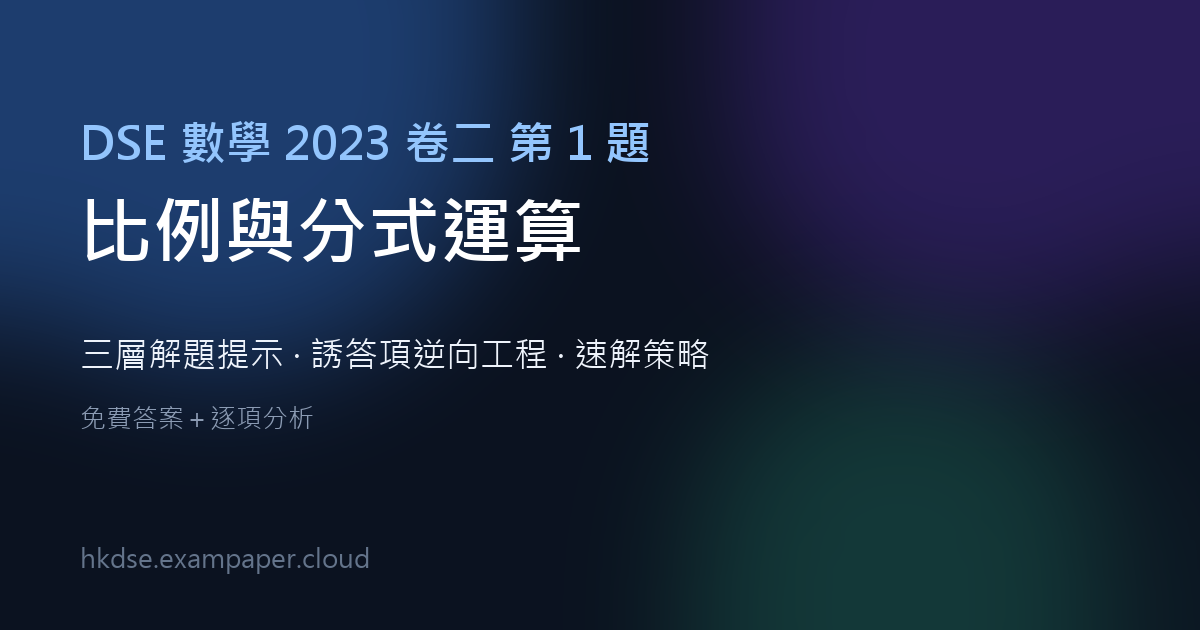 DSE 數學 2023 卷二 第 1 題
比例與分式運算
三層解題提示 · 誘答項逆向工程 · 速解策略
免費答案 + 逐項分析
hkdse.exampaper.cloud